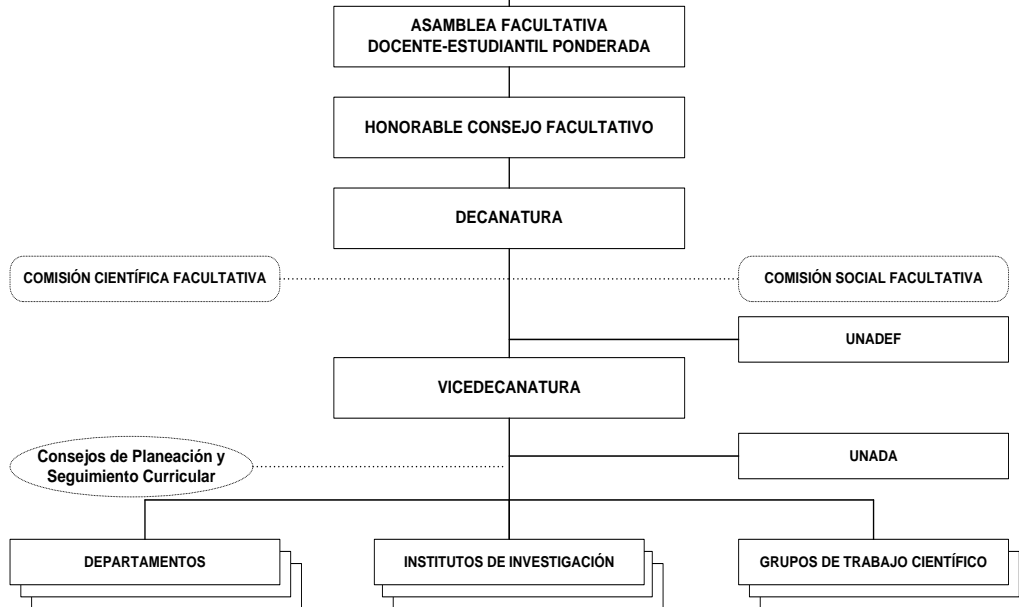 ASAMBLEA FACULTATIVA
DOCENTE-ESTUDIANTIL PONDERADA
HONORABLE CONSEJO FACULTATIVO
DECANATURA
COMISIÓN CIENTÍFICA FACULTATIVA
COMISIÓN SOCIAL FACULTATIVA
UNADEF
VICEDECANATURA
Consejos de Planeación y
Seguimiento Curricular
UNADA
DEPARTAMENTOS
INSTITUTOS DE INVESTIGACIÓN
GRUPOS DE TRABAJO CIENTÍFICO